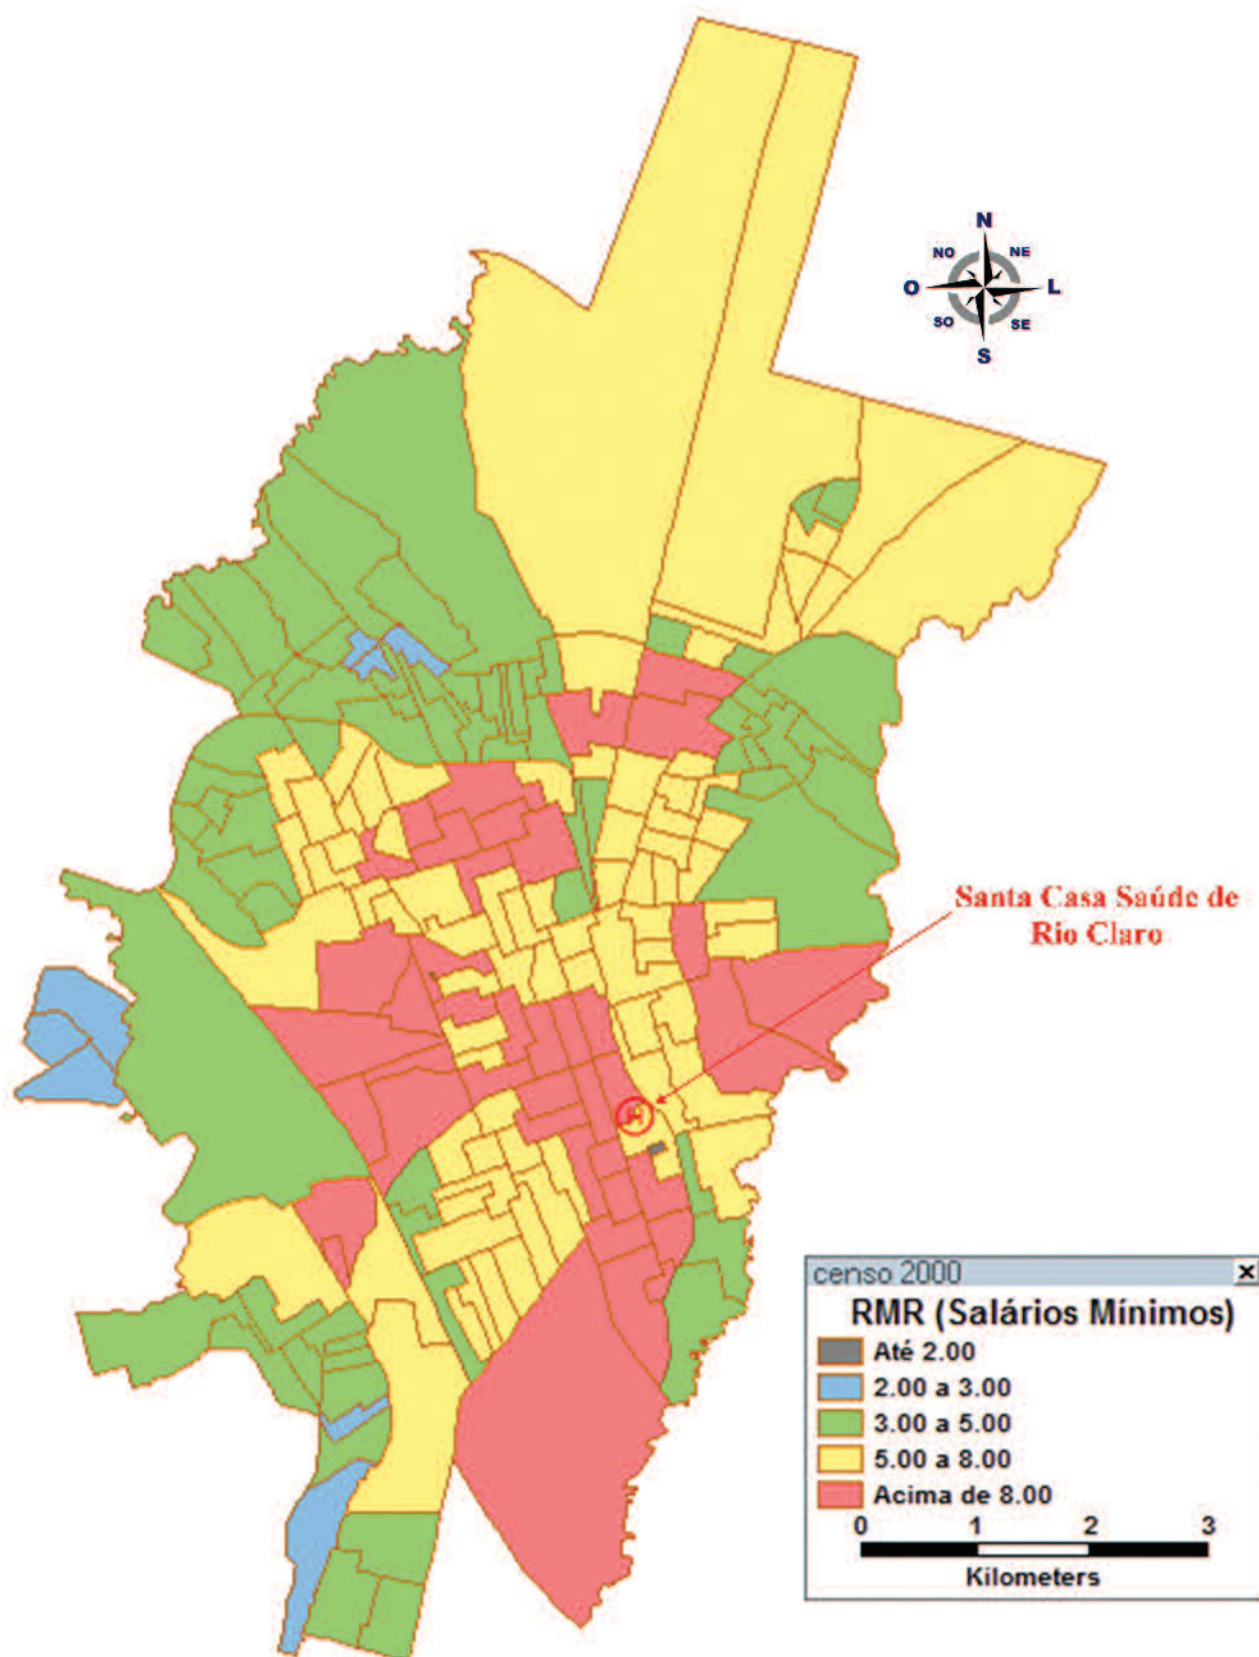 N
NO NE
O L
SO SE
S
Santa Casa Saúde de
Rio Claro
H
censo 2000
RMR (Salários Mínimos)
Até 2.00
2.00 a 3.00
3.00 a 5.00
5.00 a 8.00
Acima de 8.00
0 1 2 3
Kilometers